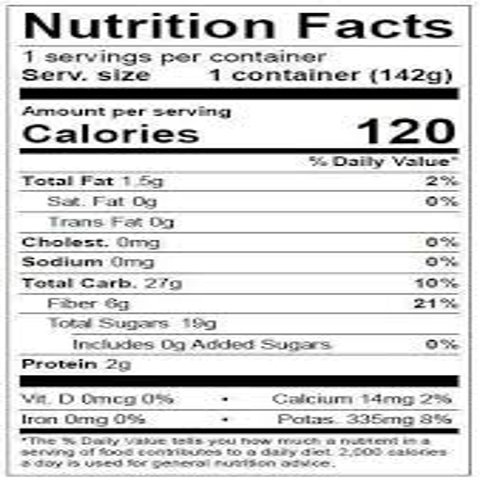 Nutrition Facts
1 servings per container
Serv. size 1 container (142g)
Amount per serving
Calories 120
% Daily Value*
Total Fat 1.5g 2%
Sat. Fat 0g 0%
Trans Fat 0g
Cholest. 0mg 0%
Sodium 0mg 0%
Total Carb. 27g 10%
Fiber 6g 21%
Total Sugars 19g
Includes 0g Added Sugars 0%
Protein 2g
Vit. D 0mcg 0% • Calcium 14mg 2%
Iron 0mg 0% • Potas. 335mg 8%
*The % Daily Value tells you how much a nutrient in a
serving of food contributes to a daily diet. 2,000 calories
a day is used for general nutrition advice.